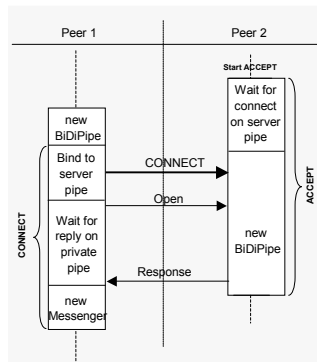 Peer 1
Peer 2
Start ACCEPT
Wait for
connect
on server
pipe
new
BiDiPipe
Bind to
server
pipe
CONNECT
Open
Wait for
reply on
private
pipe
new
BiDiPipe
Response
new
Messenger
CONNECT
ACCEPT